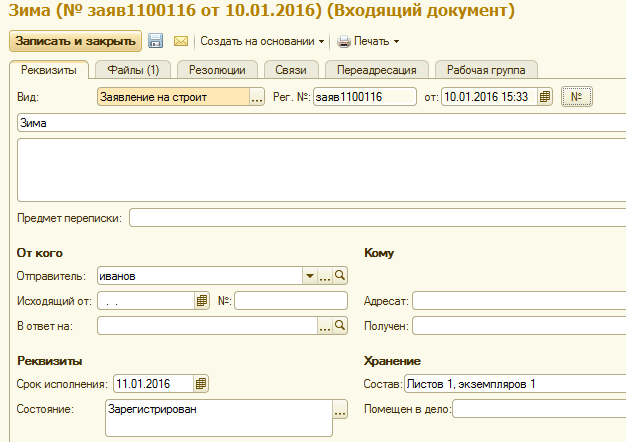 Зима (№ заяв1100116 от 10.01.2016) (Входящий документ)
Записать и закрыть Создать на основании Печать
Реквизиты Файлы (1) Резолюции Связи Переадресация Рабочая группа
Вид: Заявление на строит ... Рег. №: заяв1100116 от: 10.01.2016 15:33 №
Зима
Предмет переписки:
От кого Кому
Отправитель: иванов ...
Исходящий от: . . №: Адресат:
В ответ на: ... Получен:
Реквизиты Хранение
Срок исполнения: 11.01.2016 Состав: Листов 1, экземпляров 1
Состояние: Зарегистрирован ... Помещен в дело: